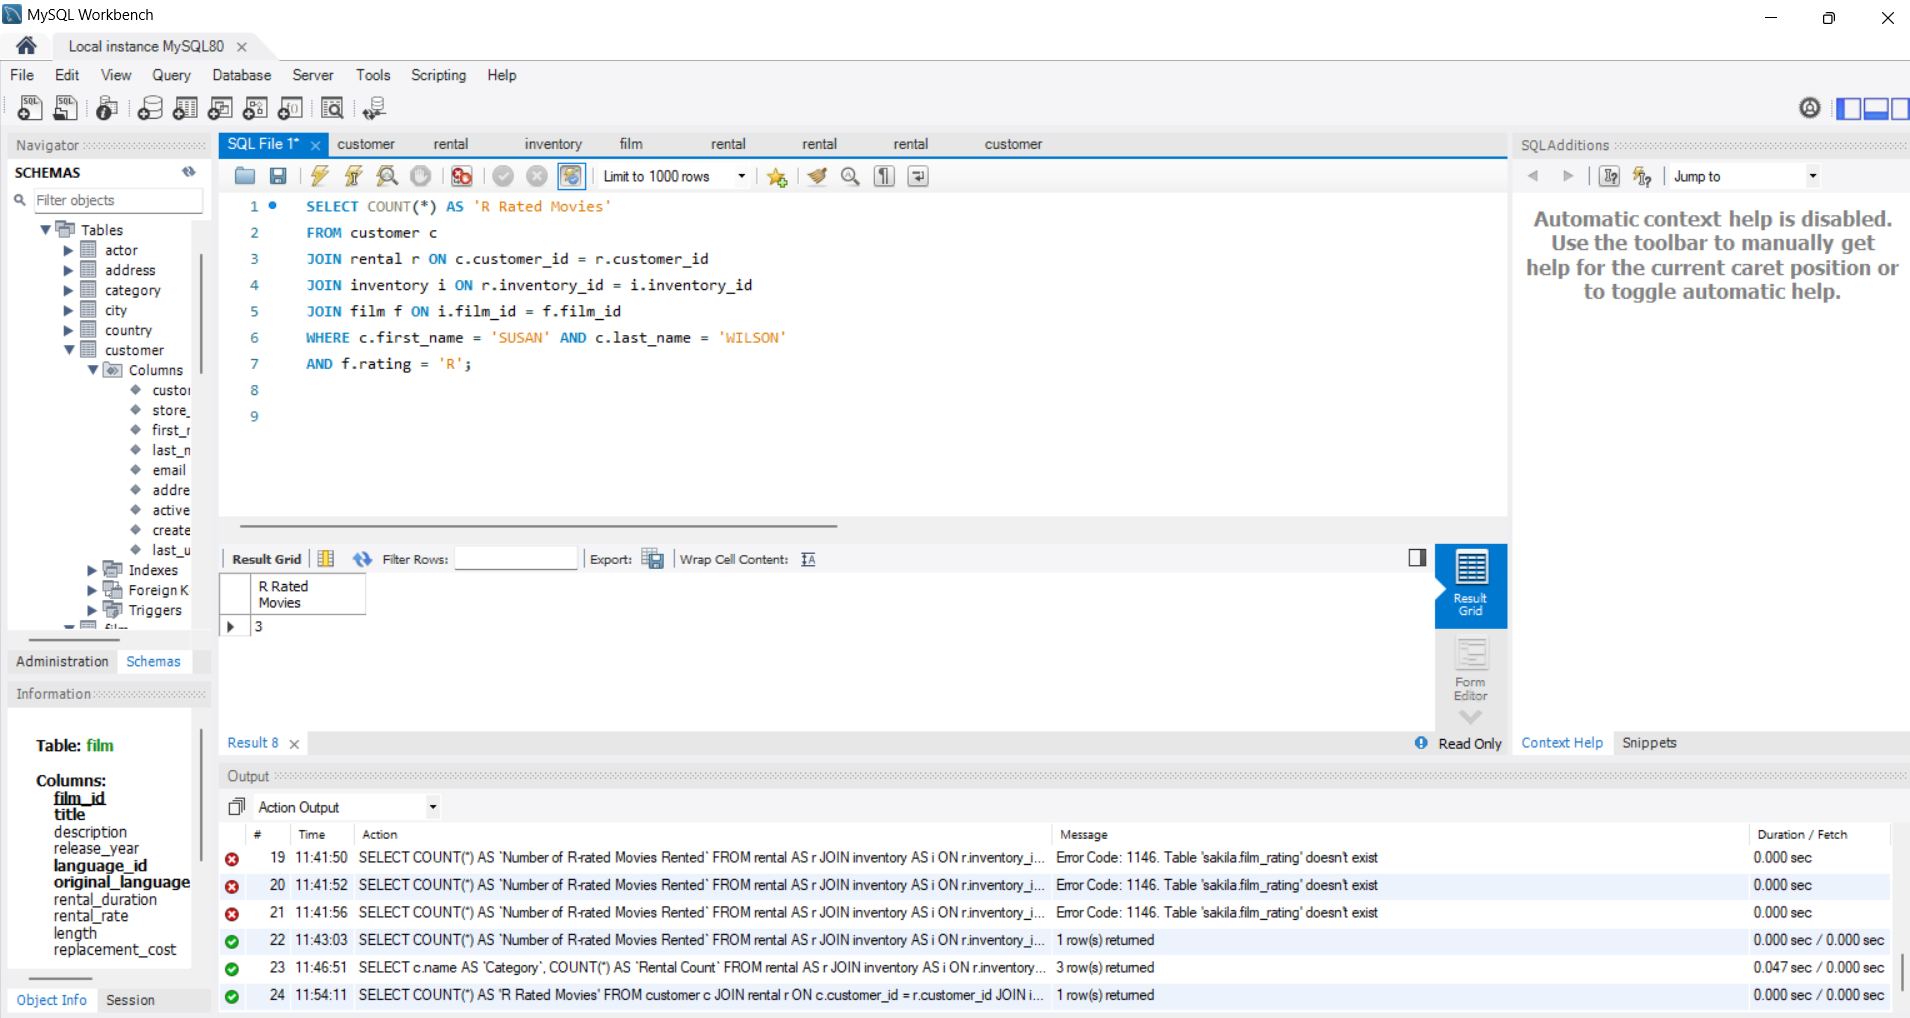 MySQL Workbench
Local instance MySQL80
File Edit View Query Database Server Tools Scripting Help
Navigator
SCHEMAS
Filter objects
Tables
actor
address
category
city
country
customer
Columns
custor
store_
first_r
last_n
email
addre
active
create
last_u
Indexes
Foreign K
Triggers
film
Administration Schemas
Information
Table: film
Columns:
film_id
title
description
release_year
language_id
original_language
rental_duration
rental_rate
length
replacement_cost
Object Info Session
SQL File 1* customer rental inventory film rental rental rental customer
Limit to 1000 rows
1 SELECT COUNT(*) AS 'R Rated Movies'
2 FROM customer c
3 JOIN rental r ON c.customer_id = r.customer_id
4 JOIN inventory i ON r.inventory_id = i.inventory_id
5 JOIN film f ON i.film_id = f.film_id
6 WHERE c.first_name = 'SUSAN' AND c.last_name = 'WILSON'
7 AND f.rating = 'R';
8
9
Result Grid Filter Rows: Export: Wrap Cell Content:
R Rated
Movies
3
Result
Grid
Form
Editor
Result 8
Read Only
SQLAdditions
Jump to
Automatic context help is disabled.
Use the toolbar to manually get
help for the current caret position or
to toggle automatic help.
Context Help Snippets
Output
Action Output
# Time Action Message Duration / Fetch
19 11:41:50 SELECT COUNT(*) AS `Number of R-rated Movies Rented` FROM rental AS r JOIN inventory AS i ON r.inventory_i... Error Code: 1146. Table 'sakila.film_rating' doesn't exist 0.000 sec
20 11:41:52 SELECT COUNT(*) AS `Number of R-rated Movies Rented` FROM rental AS r JOIN inventory AS i ON r.inventory_i... Error Code: 1146. Table 'sakila.film_rating' doesn't exist 0.000 sec
21 11:41:56 SELECT COUNT(*) AS `Number of R-rated Movies Rented` FROM rental AS r JOIN inventory AS i ON r.inventory_i... Error Code: 1146. Table 'sakila.film_rating' doesn't exist 0.000 sec
22 11:43:03 SELECT COUNT(*) AS `Number of R-rated Movies Rented` FROM rental AS r JOIN inventory AS i ON r.inventory_i... 1 row(s) returned 0.000 sec / 0.000 sec
23 11:46:51 SELECT c.name AS `Category`, COUNT(*) AS `Rental Count` FROM rental AS r JOIN inventory AS i ON r.inventory... 3 row(s) returned 0.047 sec / 0.000 sec
24 11:54:11 SELECT COUNT(*) AS 'R Rated Movies' FROM customer c JOIN rental r ON c.customer_id = r.customer_id JOIN i... 1 row(s) returned 0.000 sec / 0.000 sec